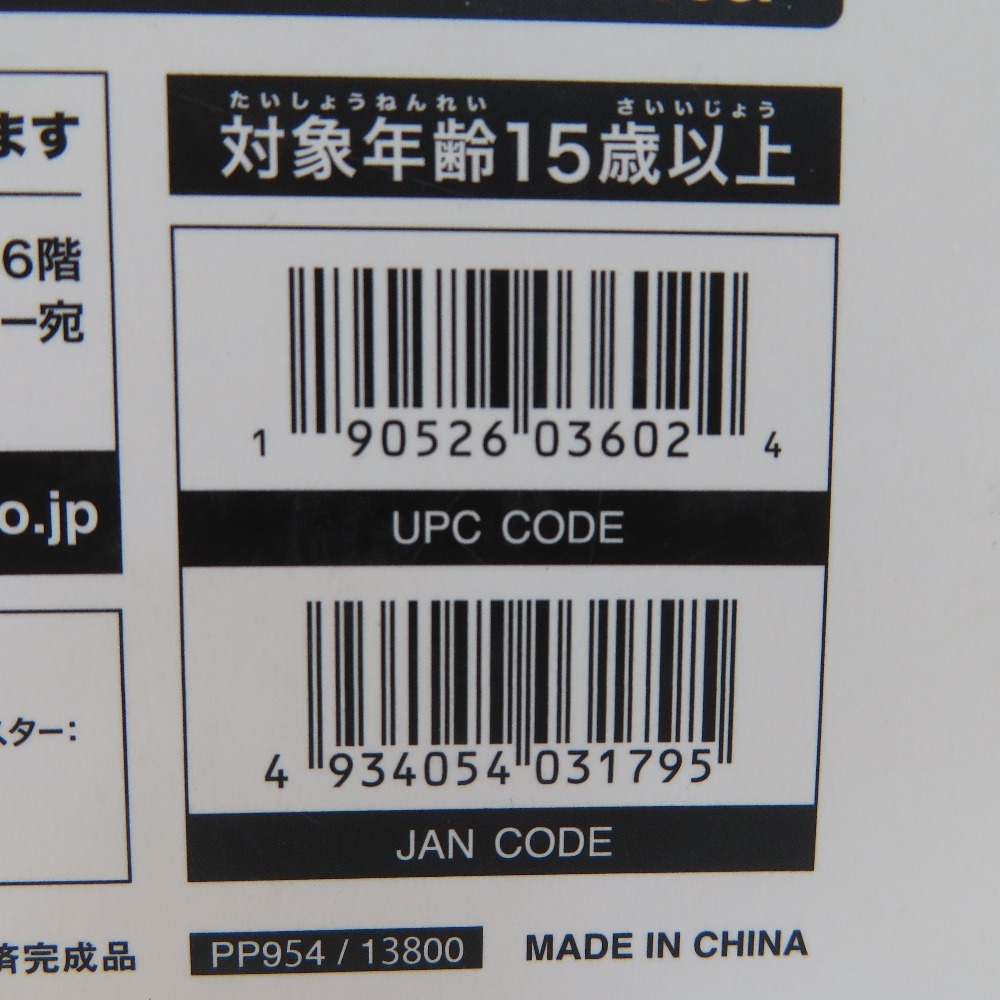 たいしょうねんれい さいいじょう
対象年齢15歳以上
ます
6階
ー宛
1 90526 03602 4
UPC CODE
o.jp
4 934054 031795
スター:
JAN CODE
済完成品
PP954 / 13800
MADE IN CHINA